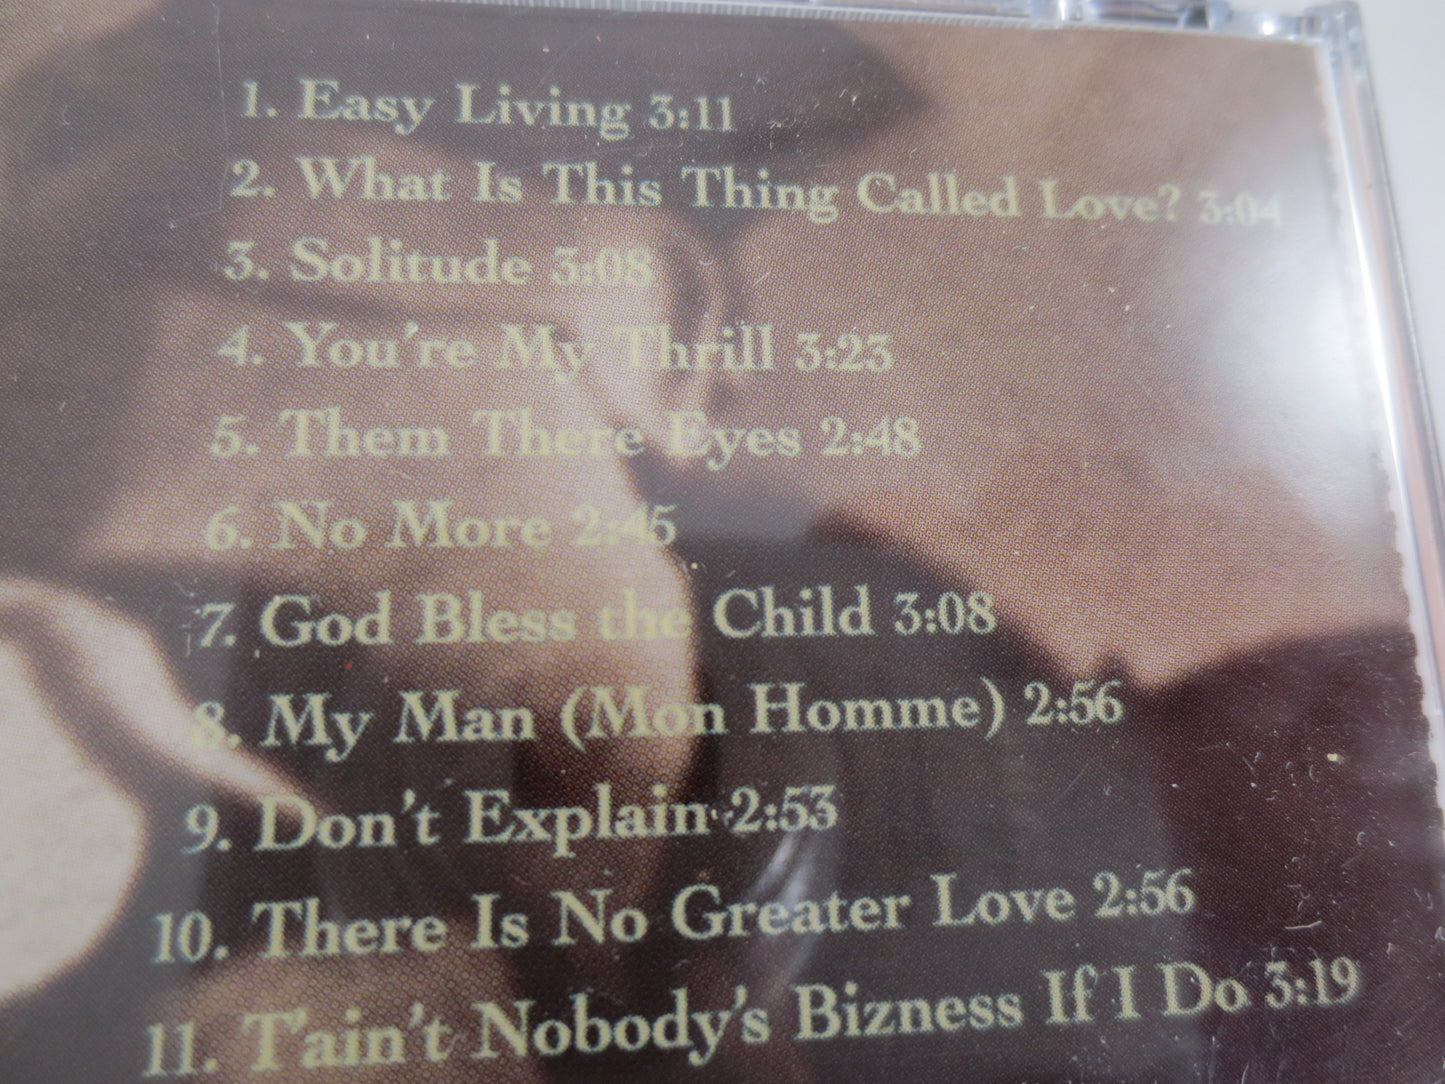 1. Easy Living 3:11
2. What Is This Thing Called Love? 3:04
3. Solitude 3:08
4. You're My Thrill 3:23
5. Them There Eyes 2:48
6. No More 2:45
7. God Bless the Child 3:08
8. My Man (Mon Homme) 2:56
9. Don't Explain 2:53
10. There Is No Greater Love 2:56
11. T'ain't Nobody's Bizness If I Do 3:19